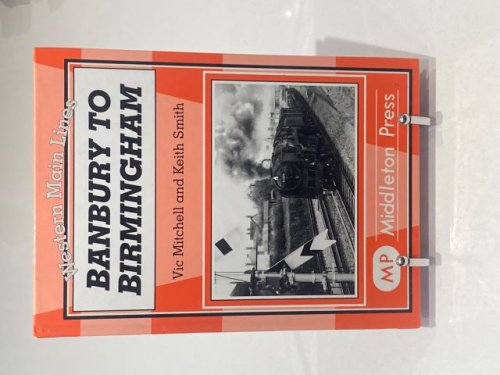 Western Main Lines
BANBURY TO
BIRMINGHAM
Vic Mitchell and Keith Smith
MP Middleton Press